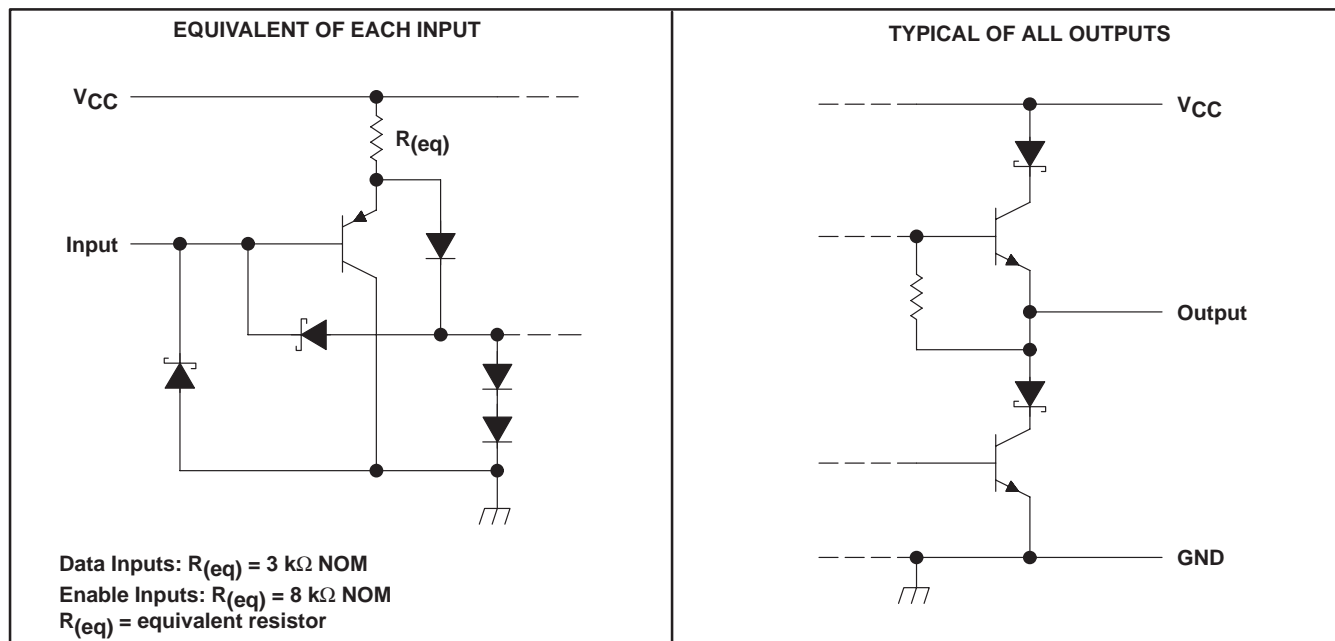 EQUIVALENT OF EACH INPUT
VCC
R(eq)
Input
Data Inputs: R(eq) = 3 kΩ NOM
Enable Inputs: R(eq) = 8 kΩ NOM
R(eq) = equivalent resistor
TYPICAL OF ALL OUTPUTS
VCC
Output
GND